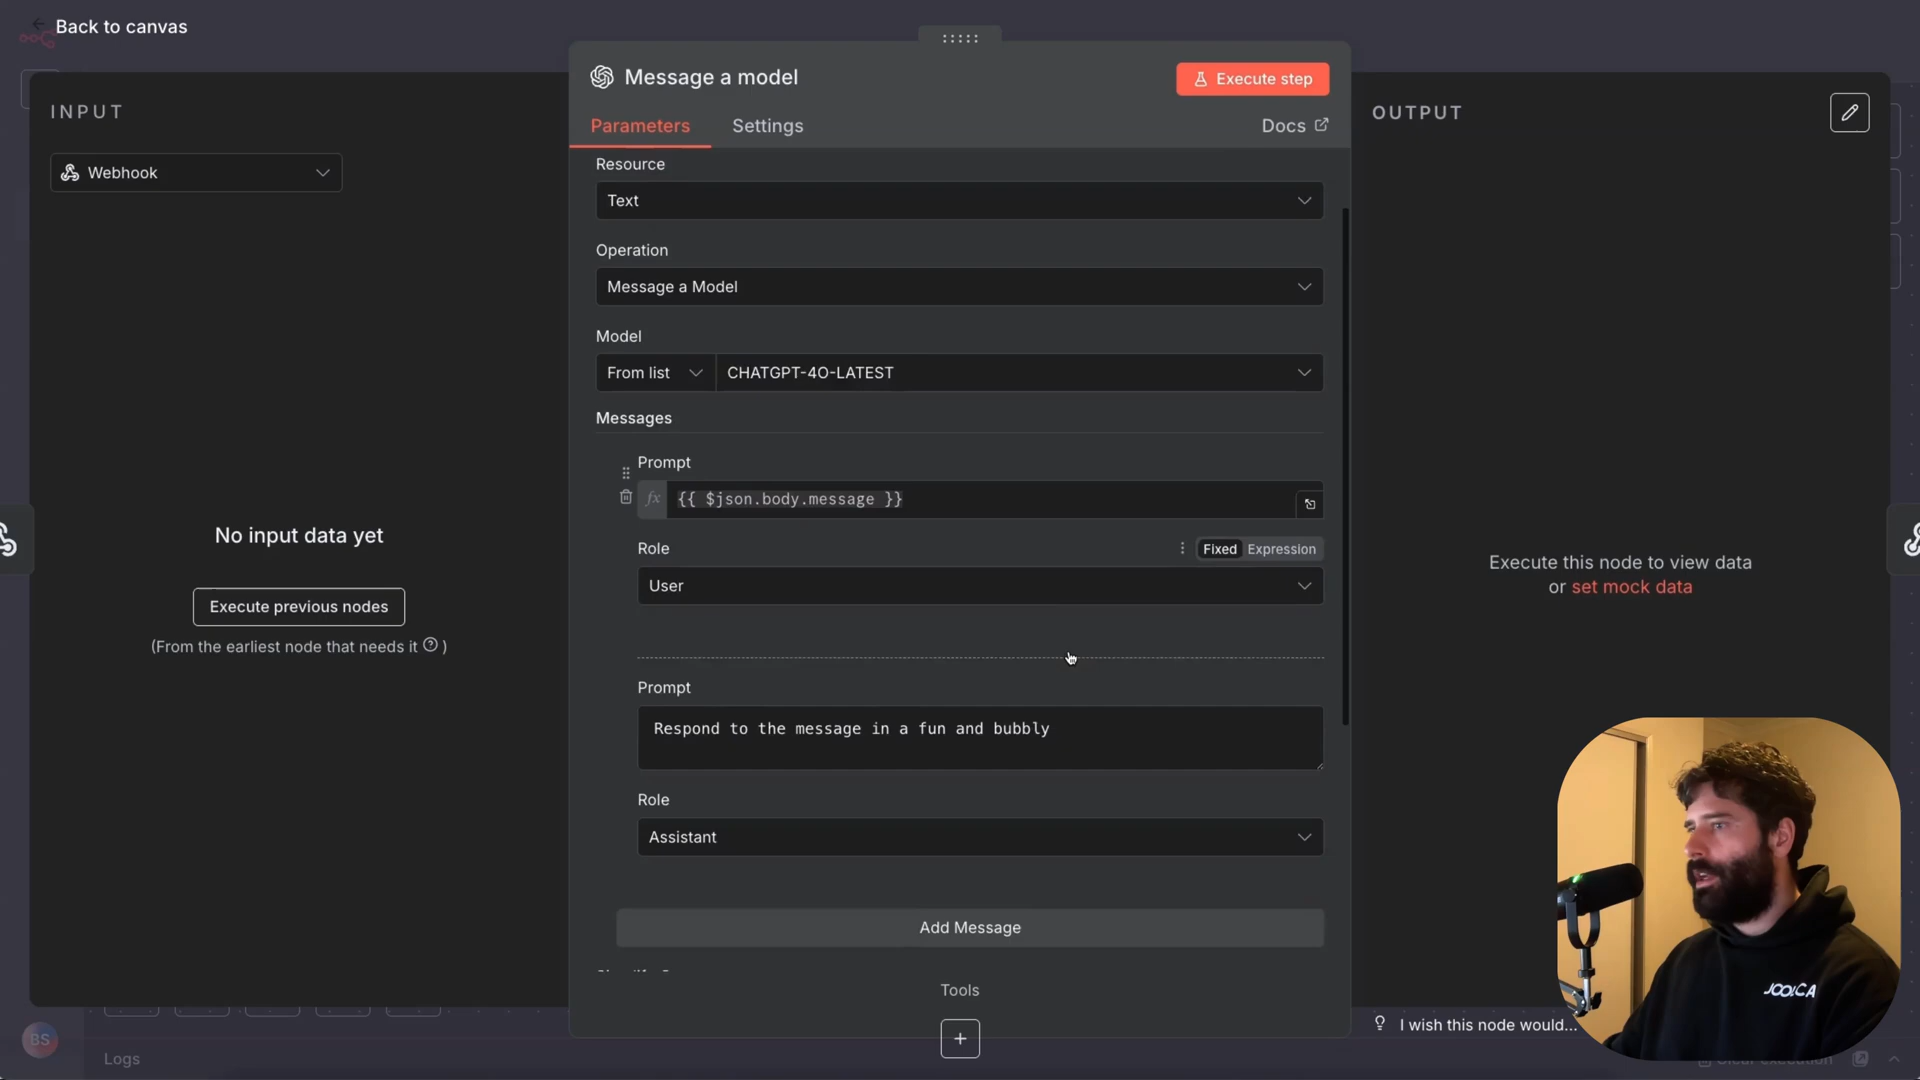 Back to canvas
INPUT
Webhook
No input data yet
Execute previous nodes
(From the earliest node that needs it ? )
Message a model
Execute step
Parameters
Settings
Docs
Resource
Text
Operation
Message a Model
Model
From list
CHATGPT-4O-LATEST
Messages
Prompt
fx
{{ $json.body.message }}
Role
Fixed
Expression
User
Prompt
Respond to the message in a fun and bubbly
Role
Assistant
Add Message
Tools
+
OUTPUT
Execute this node to view data
or set mock data
I wish this node would...
JOOCA
BS
Logs
Clear execution